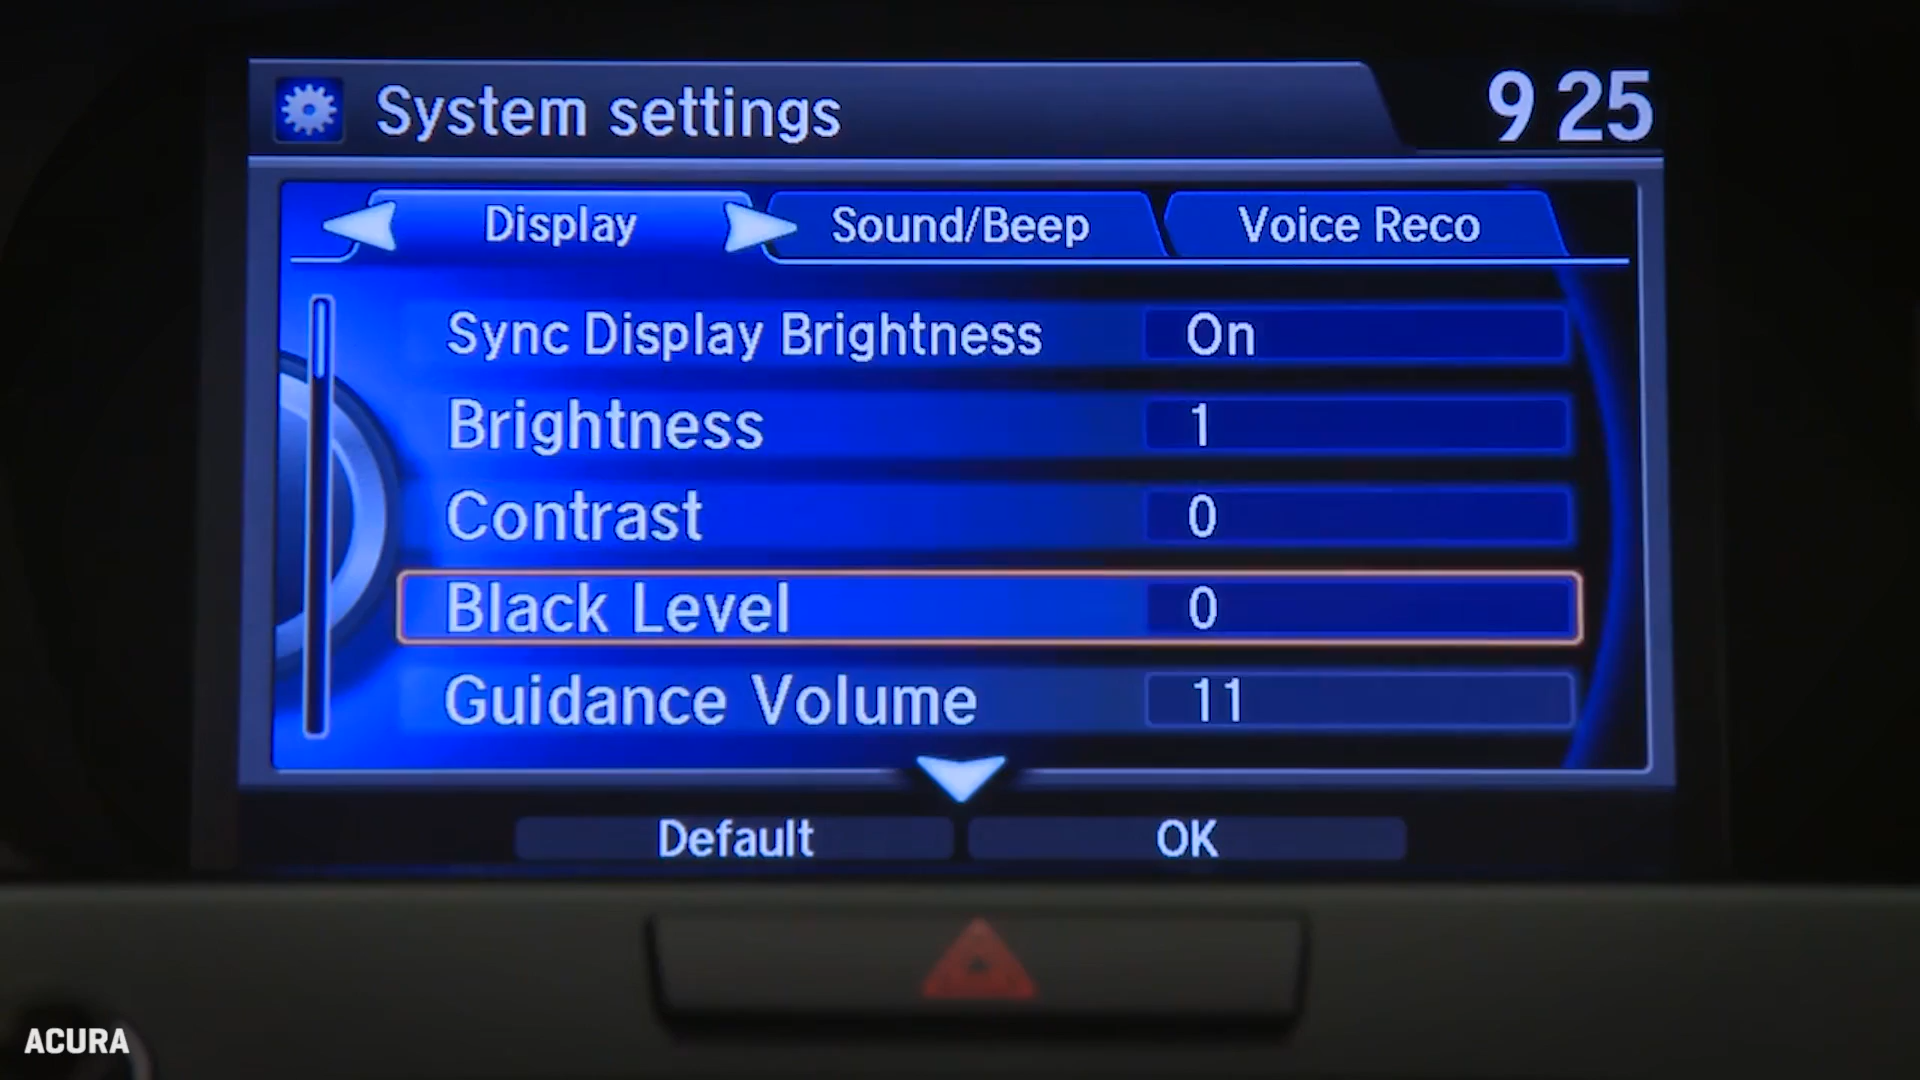 System settings
9 25
Display
Sound/Beep
Voice Reco
Sync Display Brightness On
Brightness 1
Contrast 0
Black Level 0
Guidance Volume 11
Default
OK
ACURA